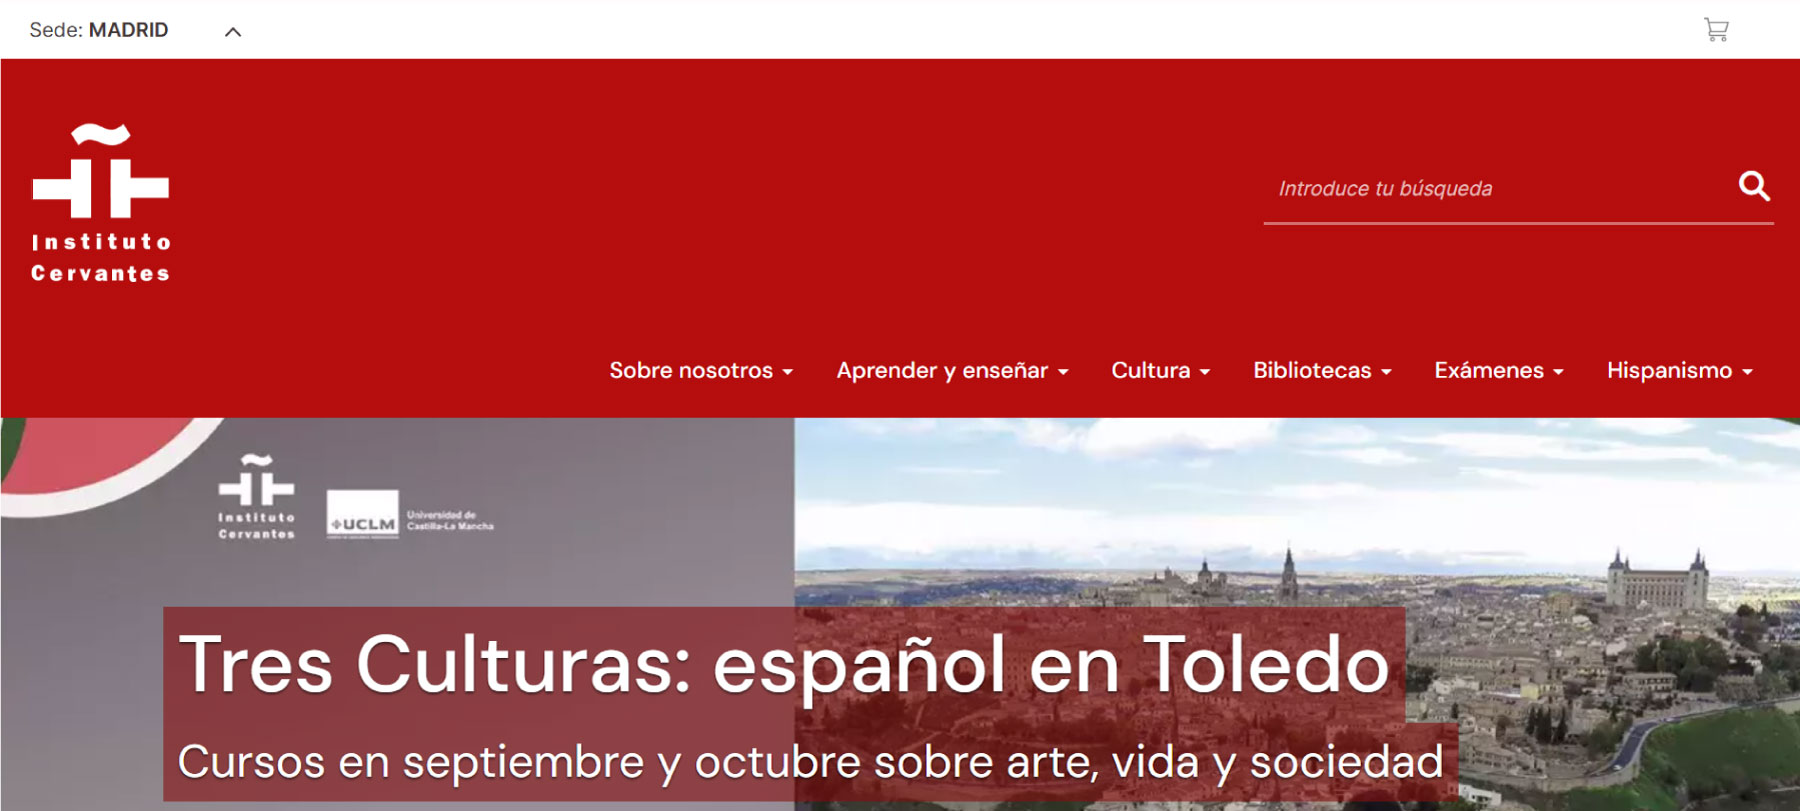 Sede: MADRID
Instituto
Cervantes
Introduce tu búsqueda
Sobre nosotros
Aprender y enseñar
Cultura
Bibliotecas
Exámenes
Hispanismo
Instituto
Cervantes
UCLM
Universidad de
Castilla-La Mancha
Tres Culturas: español en Toledo
Cursos en septiembre y octubre sobre arte, vida y sociedad